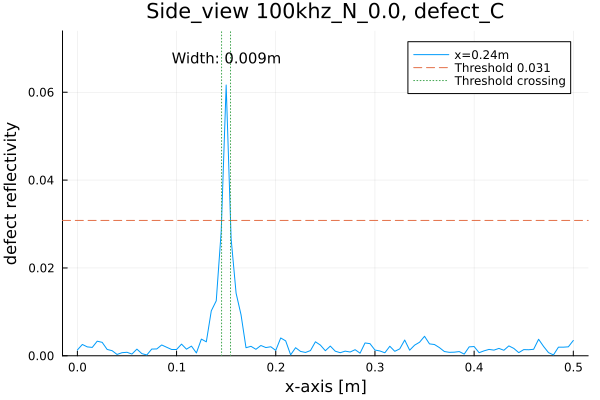 Side_view 100khz_N_0.0, defect_C
Width: 0.009m
x=0.24m
Threshold 0.031
Threshold crossing
defect reflectivity
0.06
0.04
0.02
0.00
0.0
0.1
0.2
0.3
0.4
0.5
x-axis [m]